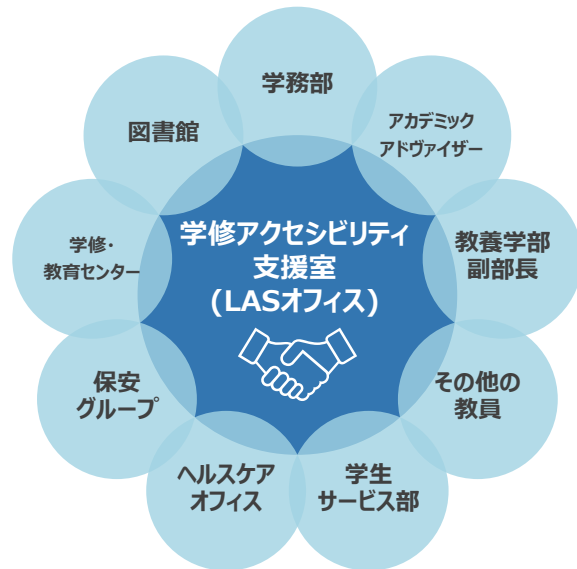 学務部
アカデミック
アドヴァイザー
教養学部
副部長
その他の
教員
学生
サービス部
ヘルスケア
オフィス
保安
グループ
学修・
教育センター
図書館
学修アクセシビリティ
支援室
(LASオフィス)